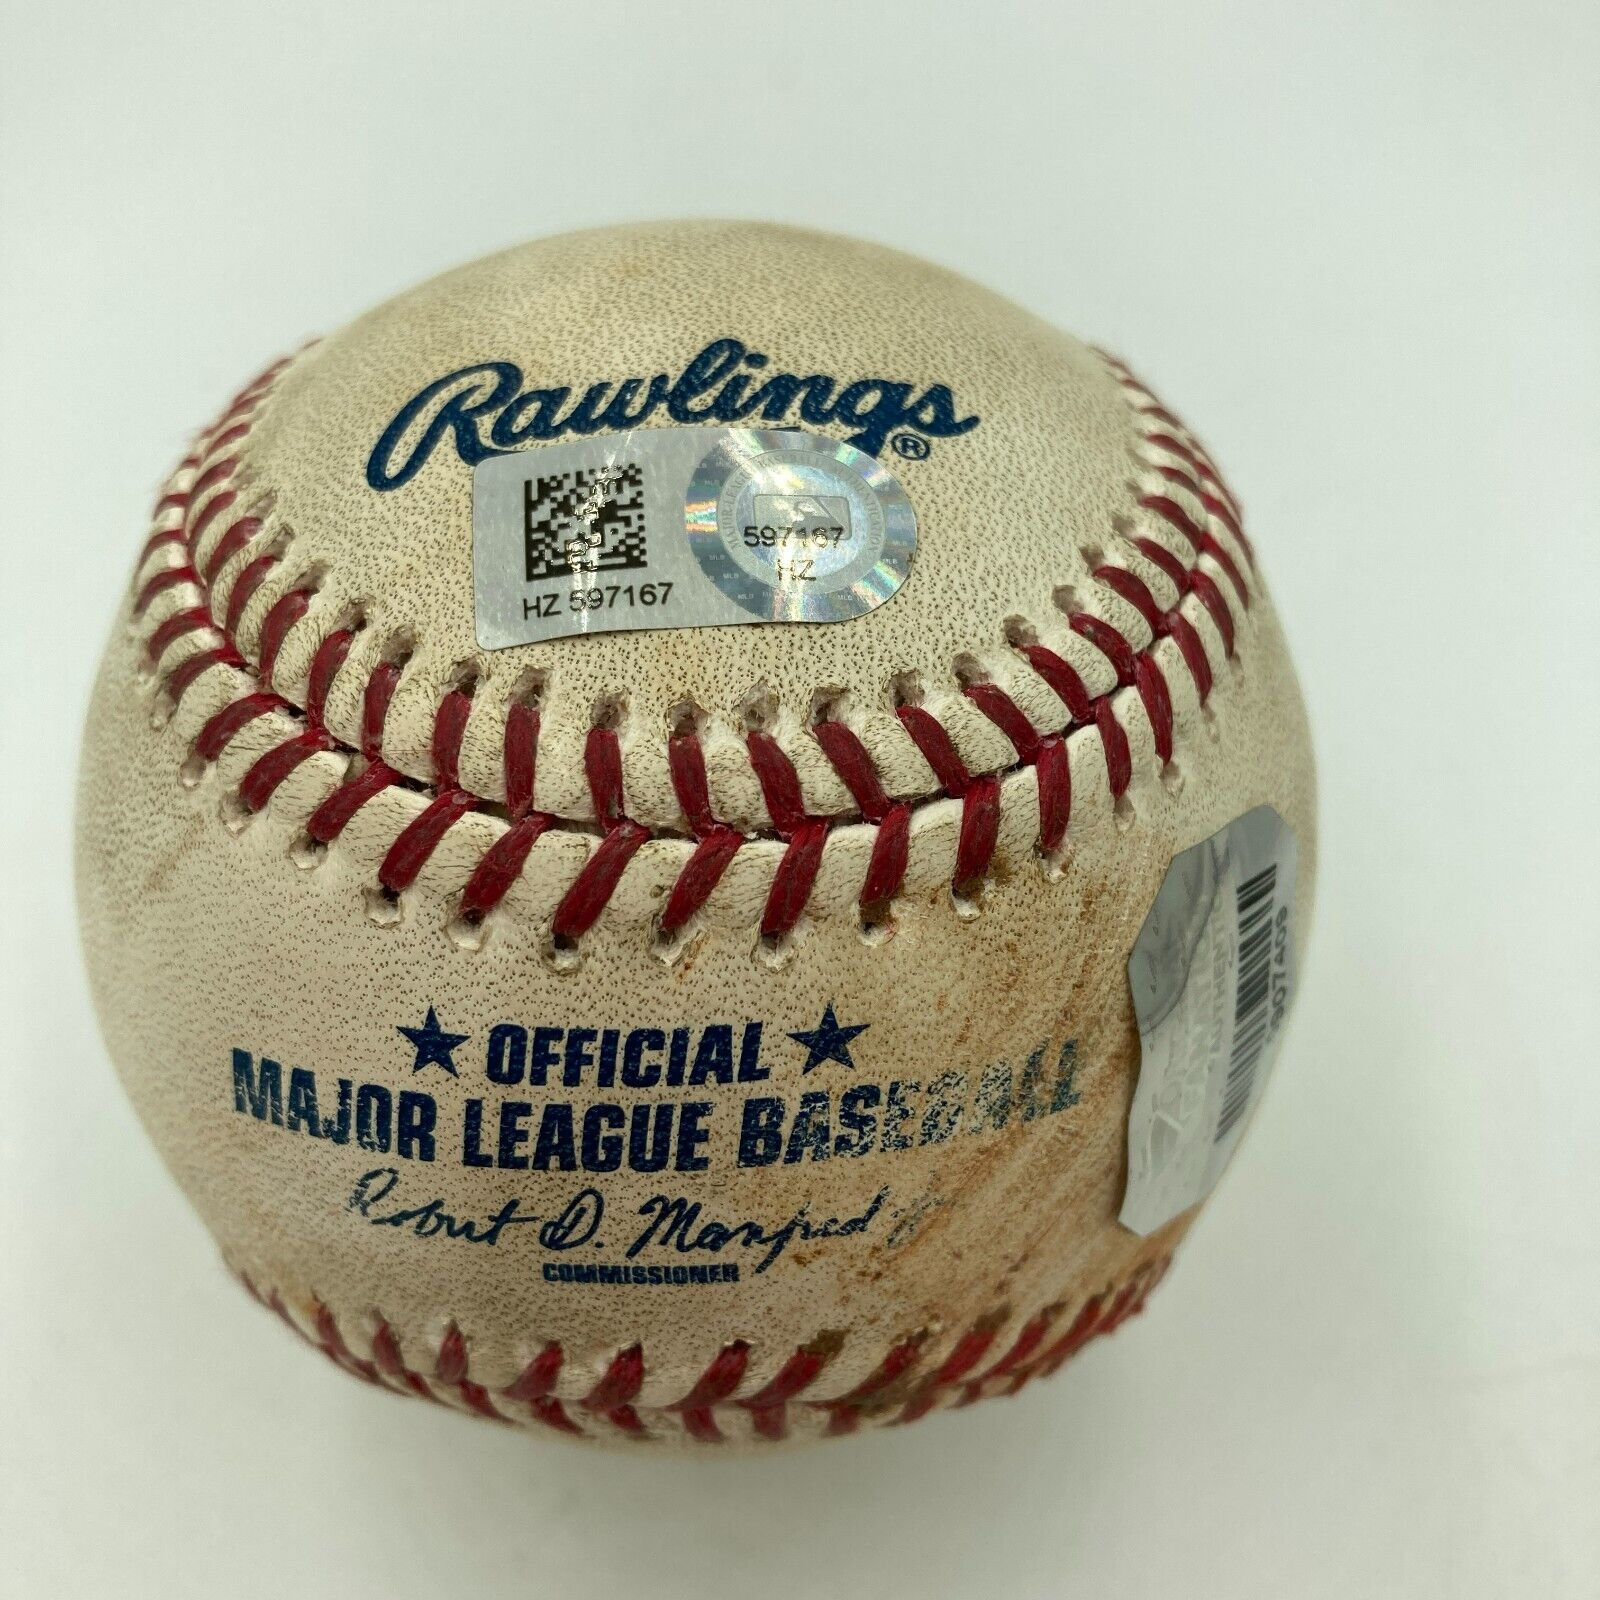 Rawlings®
597167
HZ
HZ 597167
OFFICIAL
MAJOR LEAGUE BASEBALL
Robert D. Manfred Jr.
COMMISSIONER